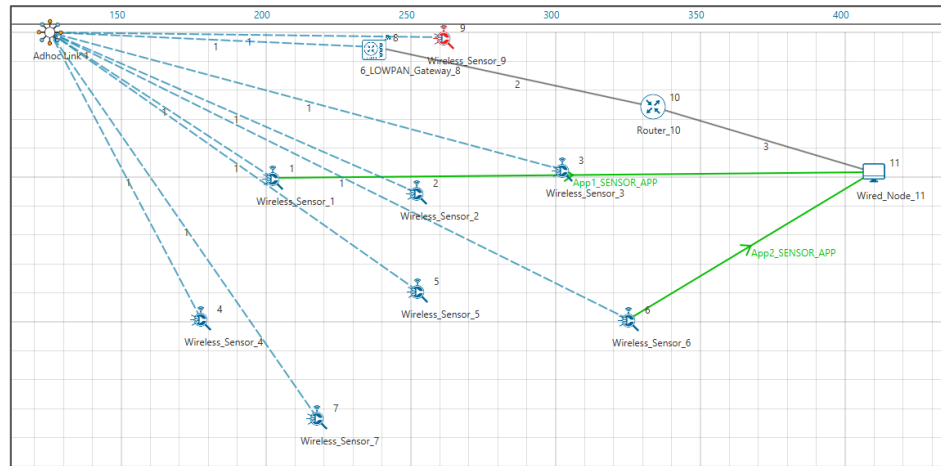 150 200 250 300 350 400
9
8
1 1
Adhoc Link 1
Wireless_Sensor_9
6_LOWPAN_Gateway_8
2
10
1
1
1
Router_10
3
3
1
1
1
1
2
11
App1_SENSOR_APP
Wireless_Sensor_1
Wireless_Sensor_3
Wired_Node_11
Wireless_Sensor_2
1
App2_SENSOR_APP
5
4
6
Wireless_Sensor_5
Wireless_Sensor_4
Wireless_Sensor_6
7
Wireless_Sensor_7